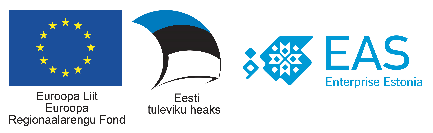 Euroopa Liit
Euroopa
Regionaalarengu Fond
Eesti
tuleviku heaks
EAS
Enterprise Estonia